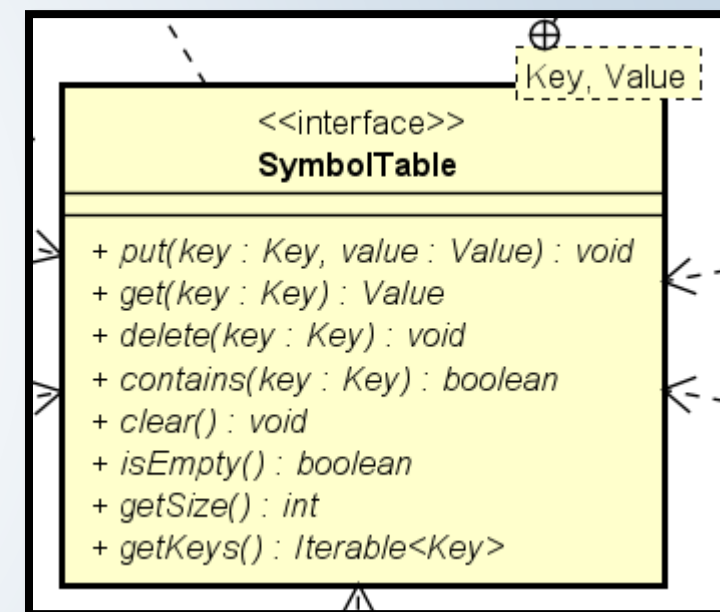 Key, Value
<<interface>>
SymbolTable
+ put(key : Key, value : Value) : void
+ get(key : Key) : Value
+ delete(key : Key) : void
+ contains(key : Key) : boolean
+ clear() : void
+ isEmpty() : boolean
+ getSize() : int
+ getKeys() : Iterable<Key>